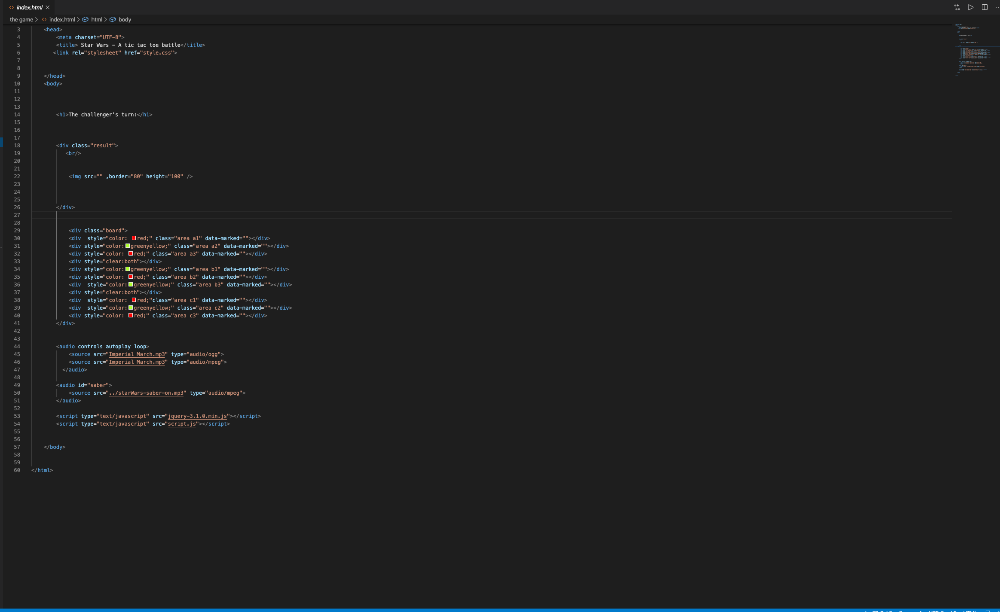 index.html
the game > index.html > html > body
3 <head>
4 <meta charset="UTF-8">
5 <title> Star Wars - A tic tac toe battle</title>
6 <link rel="stylesheet" href="style.css">
7
8
9 </head>
10 <body>
11
12
13
14 <h1>The challenger's turn:</h1>
15
16
17
18 <div class="result">
19 <br/>
20
21
22 <img src="" ,border="80" height="100" />
23
24
25
26 </div>
27
28
29 <div class="board">
30 <div  style="color: red;" class="area a1" data-marked=""></div>
31 <div style="color:greenyellow;" class="area a2" data-marked=""></div>
32 <div style="color: red;" class="area a3" data-marked=""></div>
33 <div style="clear:both"></div>
34 <div style="color:greenyellow;" class="area b1" data-marked=""></div>
35 <div style="color: red;" class="area b2" data-marked=""></div>
36 <div  style="color:greenyellow;" class="area b3" data-marked=""></div>
37 <div style="clear:both"></div>
38 <div  style="color: red;"class="area c1" data-marked=""></div>
39 <div  style="color:greenyellow;" class="area c2" data-marked=""></div>
40 <div style="color: red;" class="area c3" data-marked=""></div>
41 </div>
42
43
44 <audio controls autoplay loop>
45 <source src="Imperial March.mp3" type="audio/ogg">
46 <source src="Imperial March.mp3" type="audio/mpeg">
47 </audio>
48
49 <audio id="saber">
50 <source src="../starWars-saber-on.mp3" type="audio/mpeg">
51 </audio>
52
53 <script type="text/javascript" src="jquery-3.1.0.min.js"></script>
54 <script type="text/javascript" src="script.js"></script>
55
56
57 </body>
58
59
60 </html>